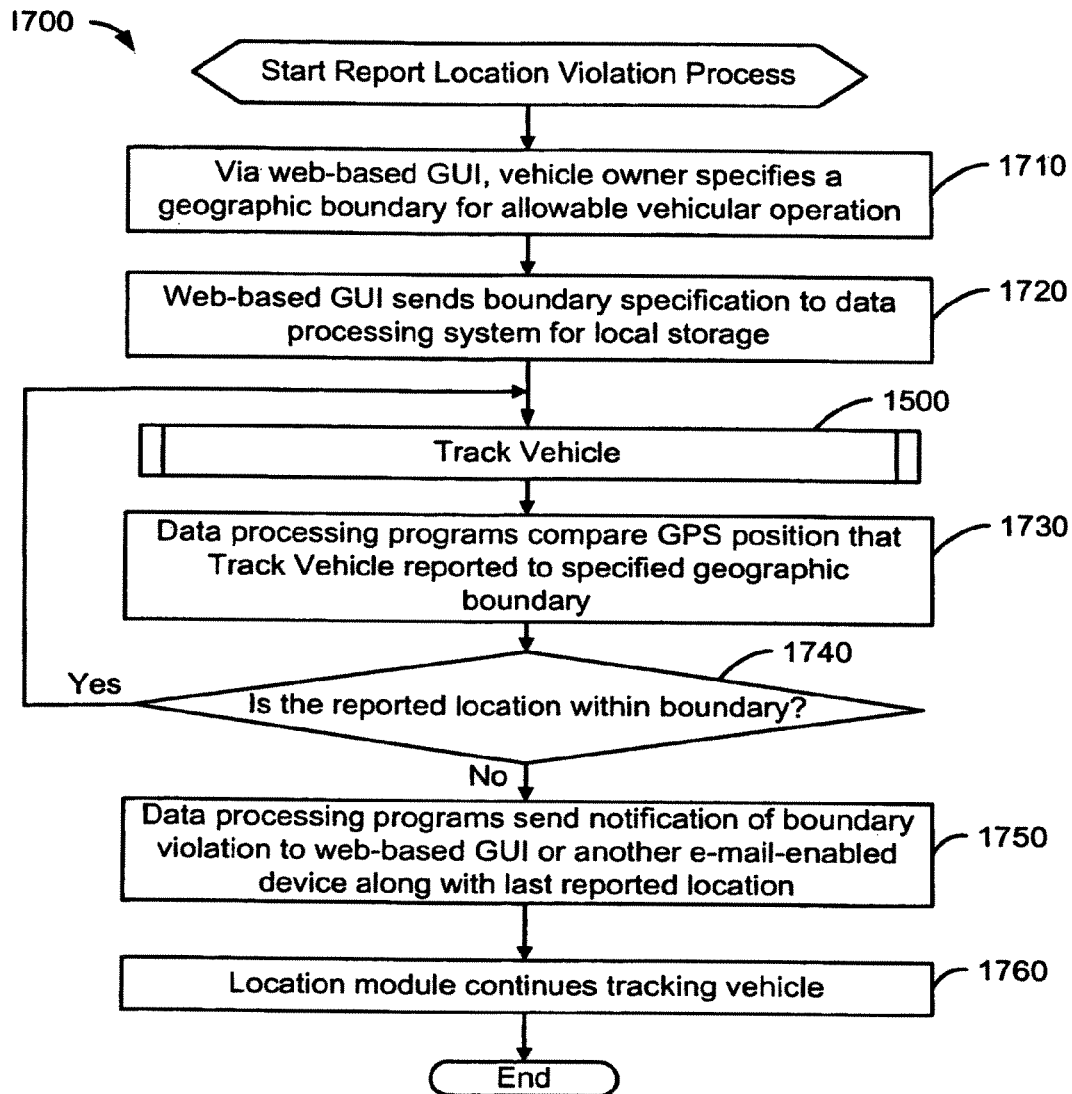 1700
Start Report Location Violation Process
Via web-based GUI, vehicle owner specifies a
geographic boundary for allowable vehicular operation
1710
Web-based GUI sends boundary specification to data
processing system for local storage
1720
1500
Track Vehicle
Data processing programs compare GPS position that
Track Vehicle reported to specified geographic
boundary
1730
1740
Yes
Is the reported location within boundary?
No
Data processing programs send notification of boundary
violation to web-based GUI or another e-mail-enabled
device along with last reported location
1750
Location module continues tracking vehicle
1760
End